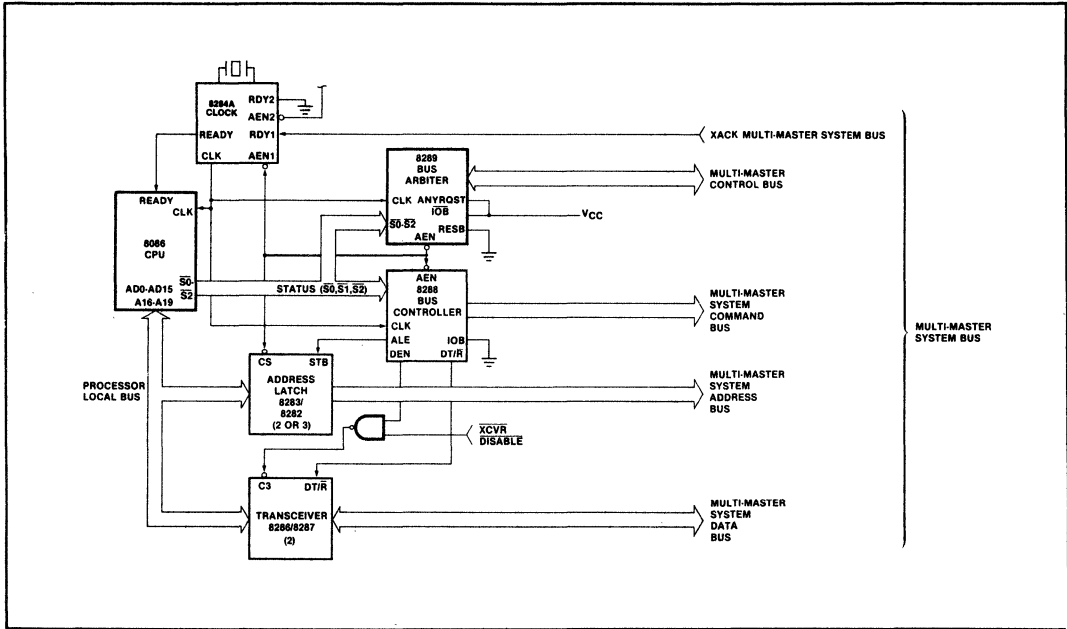 8284A
CLOCK
RDY2
AEN2
READY
RDY1
CLK
AEN1
XACK MULTI-MASTER SYSTEM BUS
8289
BUS
ARBITER
CLK
ANYRQST
IOB
S0-S2
RESB
AEN
MULTI-MASTER
CONTROL BUS
VCC
READY
CLK
8086
CPU
S0-
S2
AD0-AD15
A16-A19
STATUS (S0,S1,S2)
AEN
8288
BUS
CONTROLLER
CLK
ALE
IOB
DEN
DT/R
MULTI-MASTER
SYSTEM
COMMAND
BUS
MULTI-MASTER
SYSTEM BUS
PROCESSOR
LOCAL BUS
CS
STB
ADDRESS
LATCH
8283/
8282
(2 OR 3)
MULTI-MASTER
SYSTEM
ADDRESS
BUS
XCVR
DISABLE
C3
DT/R
TRANSCEIVER
8286/8287
(2)
MULTI-MASTER
SYSTEM
DATA
BUS